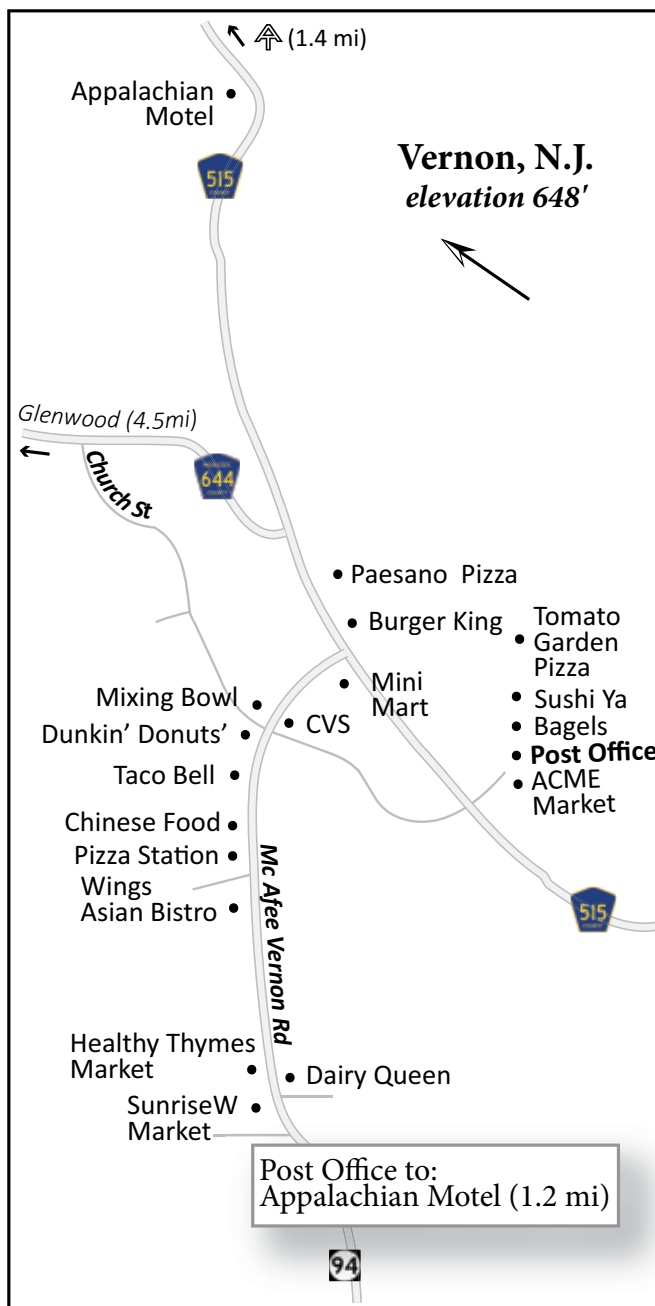 (1.4 mi)
Appalachian
Motel
515
COUNTY
Vernon, N.J.
elevation 648'
Glenwood (4.5mi)
Church St
644
COUNTY
Paesano Pizza
Burger King
Tomato
Garden
Pizza
Mini
Mart
Sushi Ya
Bagels
Post Office
ACME
Market
Mixing Bowl
CVS
Dunkin' Donuts'
Taco Bell
Chinese Food
Pizza Station
Wings
Asian Bistro
Mc Afee Vernon Rd
515
COUNTY
Healthy Thymes
Market
Dairy Queen
SunriseW
Market
Post Office to:
Appalachian Motel (1.2 mi)
94